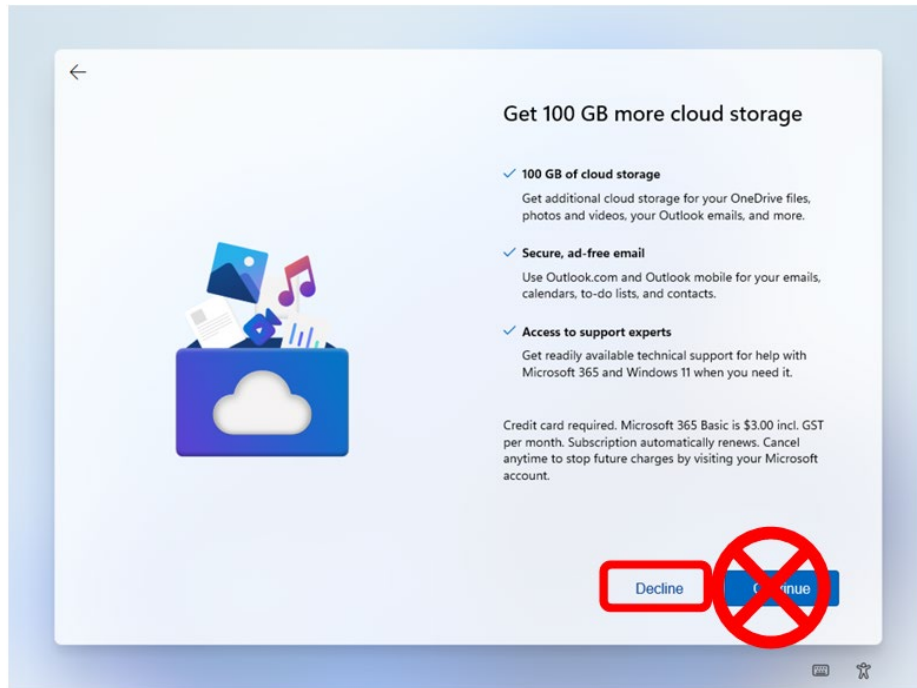 Get 100 GB more cloud storage
100 GB of cloud storage
Get additional cloud storage for your OneDrive files,
photos and videos, your Outlook emails, and more.
Secure, ad-free email
Use Outlook.com and Outlook mobile for your emails,
calendars, to-do lists, and contacts.
Access to support experts
Get readily available technical support for help with
Microsoft 365 and Windows 11 when you need it.
Credit card required. Microsoft 365 Basic is $3.00 incl. GST
per month. Subscription automatically renews. Cancel
anytime to stop future charges by visiting your Microsoft
account.
Decline Continue